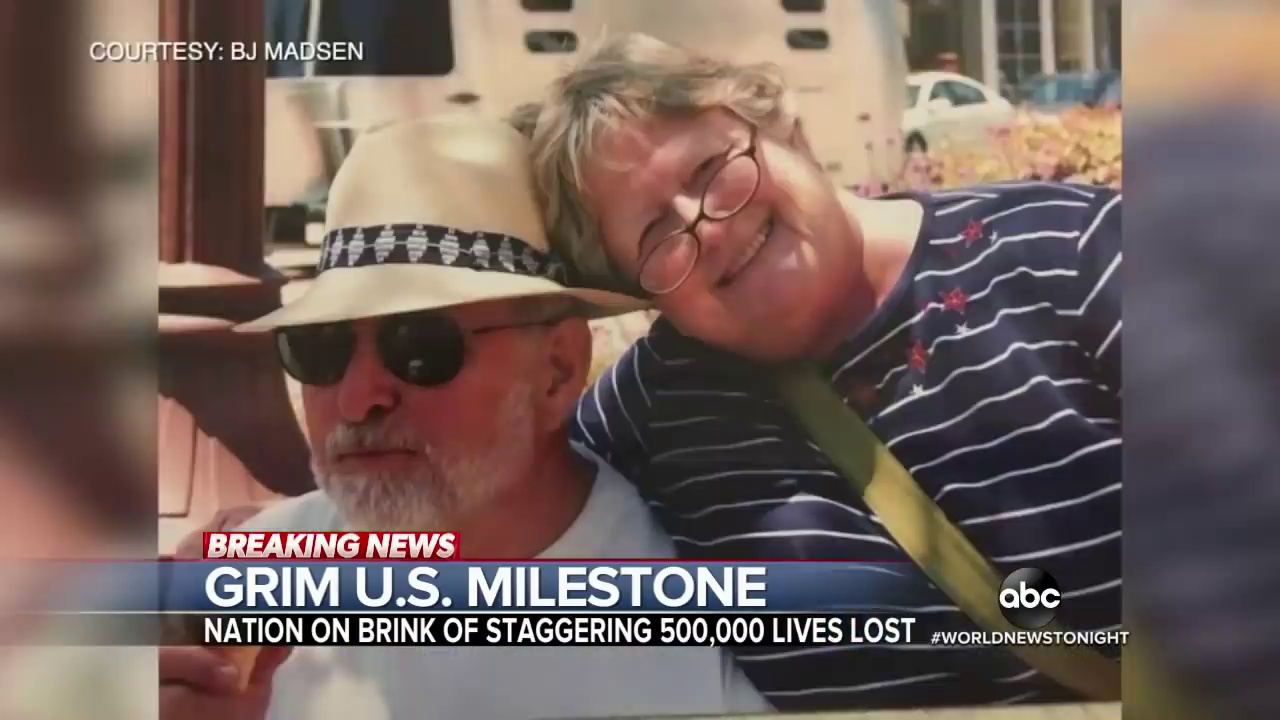 COURTESY: BJ MADSEN
BREAKING NEWS
GRIM U.S. MILESTONE
abc
NATION ON BRINK OF STAGGERING 500,000 LIVES LOST
#WORLDNEWSTONIGHT